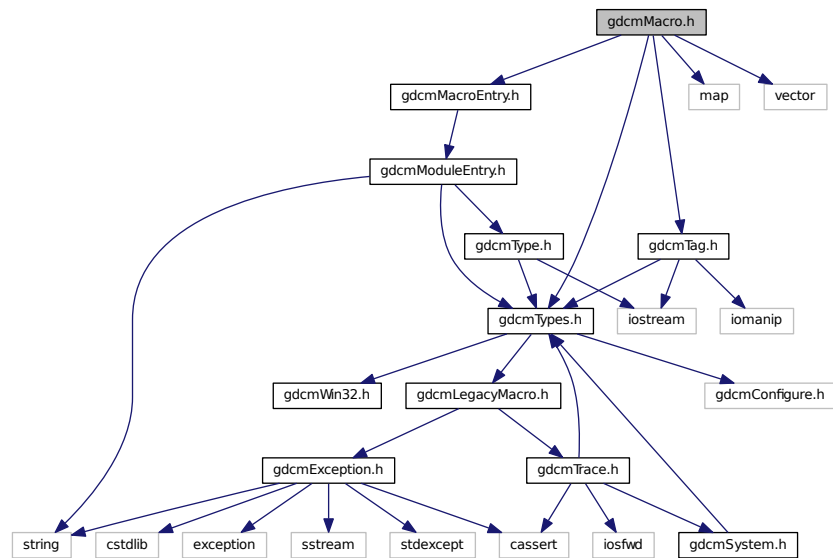 gdcmMacro.h
gdcmMacroEntry.h
map
vector
gdcmModuleEntry.h
gdcmType.h
gdcmTag.h
gdcmTypes.h
iostream
iomanip
gdcmWin32.h
gdcmLegacyMacro.h
gdcmConfigure.h
gdcmException.h
gdcmTrace.h
string
cstdlib
exception
sstream
stdexcept
cassert
iosfwd
gdcmSystem.h